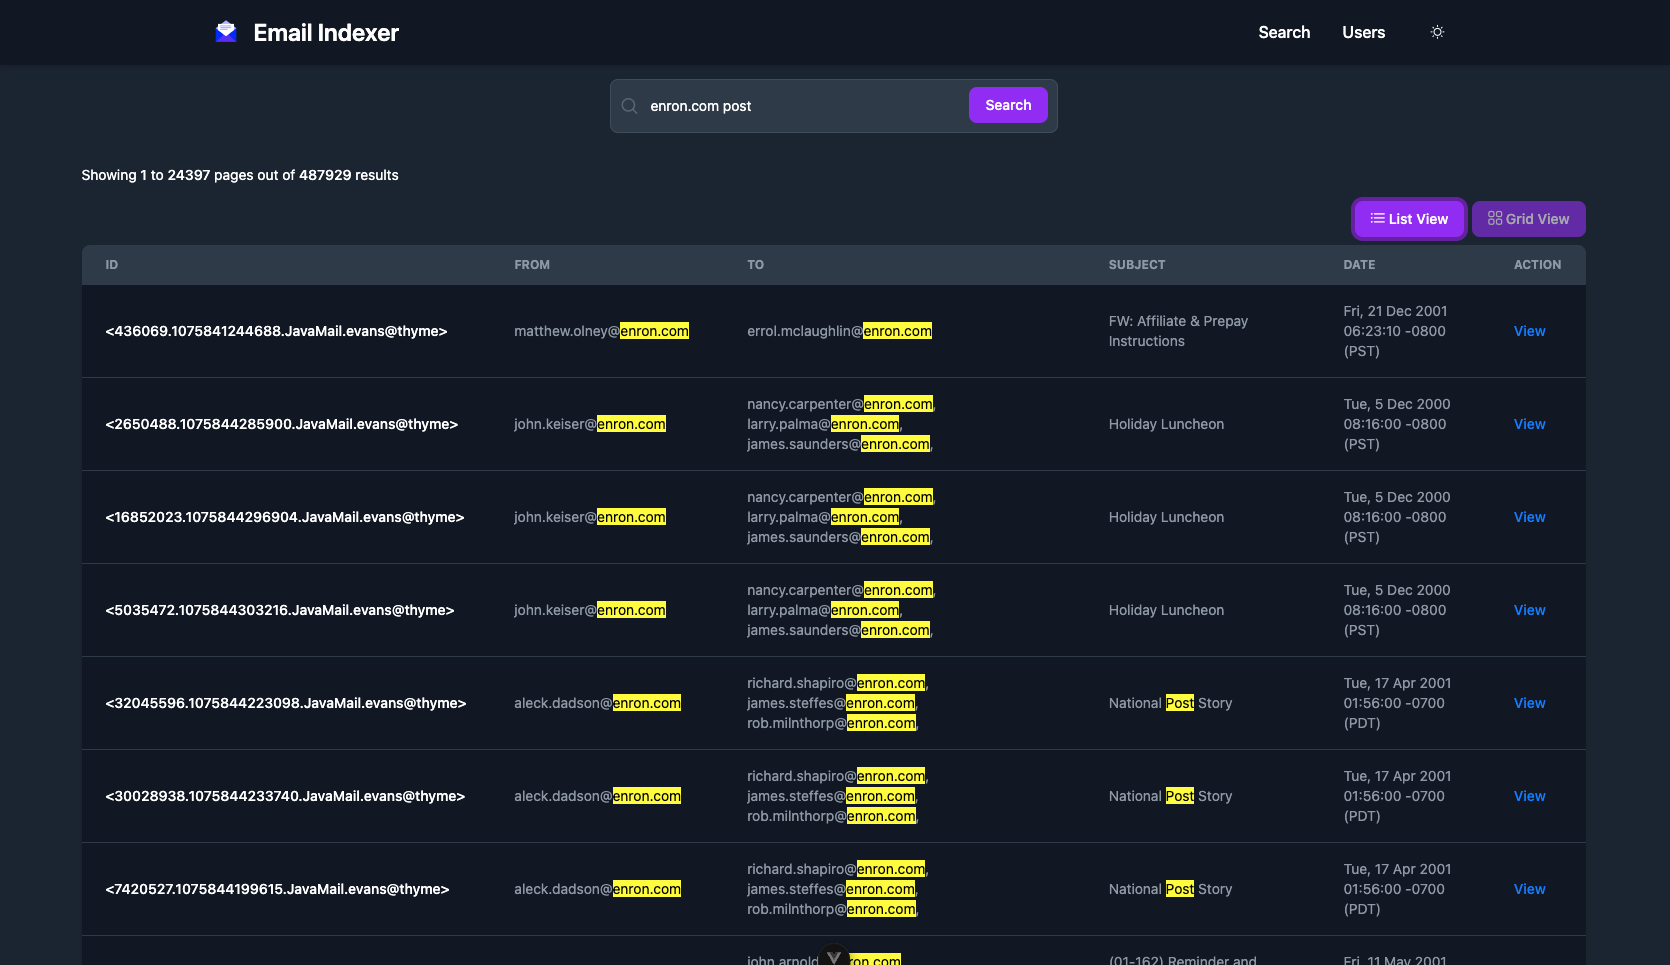 Email Indexer
Search
Users
enron.com post
Search
Showing 1 to 24397 pages out of 487929 results
List View
Grid View
ID FROM TO SUBJECT DATE ACTION
<436069.1075841244688.JavaMail.evans@thyme>
matthew.olney@enron.com
errol.mclaughlin@enron.com
FW: Affiliate & Prepay
Instructions
Fri, 21 Dec 2001
06:23:10 -0800
(PST)
View
<2650488.1075844285900.JavaMail.evans@thyme>
john.keiser@enron.com
nancy.carpenter@enron.com,
larry.palma@enron.com,
james.saunders@enron.com,
Holiday Luncheon
Tue, 5 Dec 2000
08:16:00 -0800
(PST)
View
<16852023.1075844296904.JavaMail.evans@thyme>
john.keiser@enron.com
nancy.carpenter@enron.com,
larry.palma@enron.com,
james.saunders@enron.com,
Holiday Luncheon
Tue, 5 Dec 2000
08:16:00 -0800
(PST)
View
<5035472.1075844303216.JavaMail.evans@thyme>
john.keiser@enron.com
nancy.carpenter@enron.com,
larry.palma@enron.com,
james.saunders@enron.com,
Holiday Luncheon
Tue, 5 Dec 2000
08:16:00 -0800
(PST)
View
<32045596.1075844223098.JavaMail.evans@thyme>
aleck.dadson@enron.com
richard.shapiro@enron.com,
james.steffes@enron.com,
rob.milnthorp@enron.com,
National Post Story
Tue, 17 Apr 2001
01:56:00 -0700
(PDT)
View
<30028938.1075844233740.JavaMail.evans@thyme>
aleck.dadson@enron.com
richard.shapiro@enron.com,
james.steffes@enron.com,
rob.milnthorp@enron.com,
National Post Story
Tue, 17 Apr 2001
01:56:00 -0700
(PDT)
View
<7420527.1075844199615.JavaMail.evans@thyme>
aleck.dadson@enron.com
richard.shapiro@enron.com,
james.steffes@enron.com,
rob.milnthorp@enron.com,
National Post Story
Tue, 17 Apr 2001
01:56:00 -0700
(PDT)
View
(01-162) Reminder and
Fri, 11 May 2001